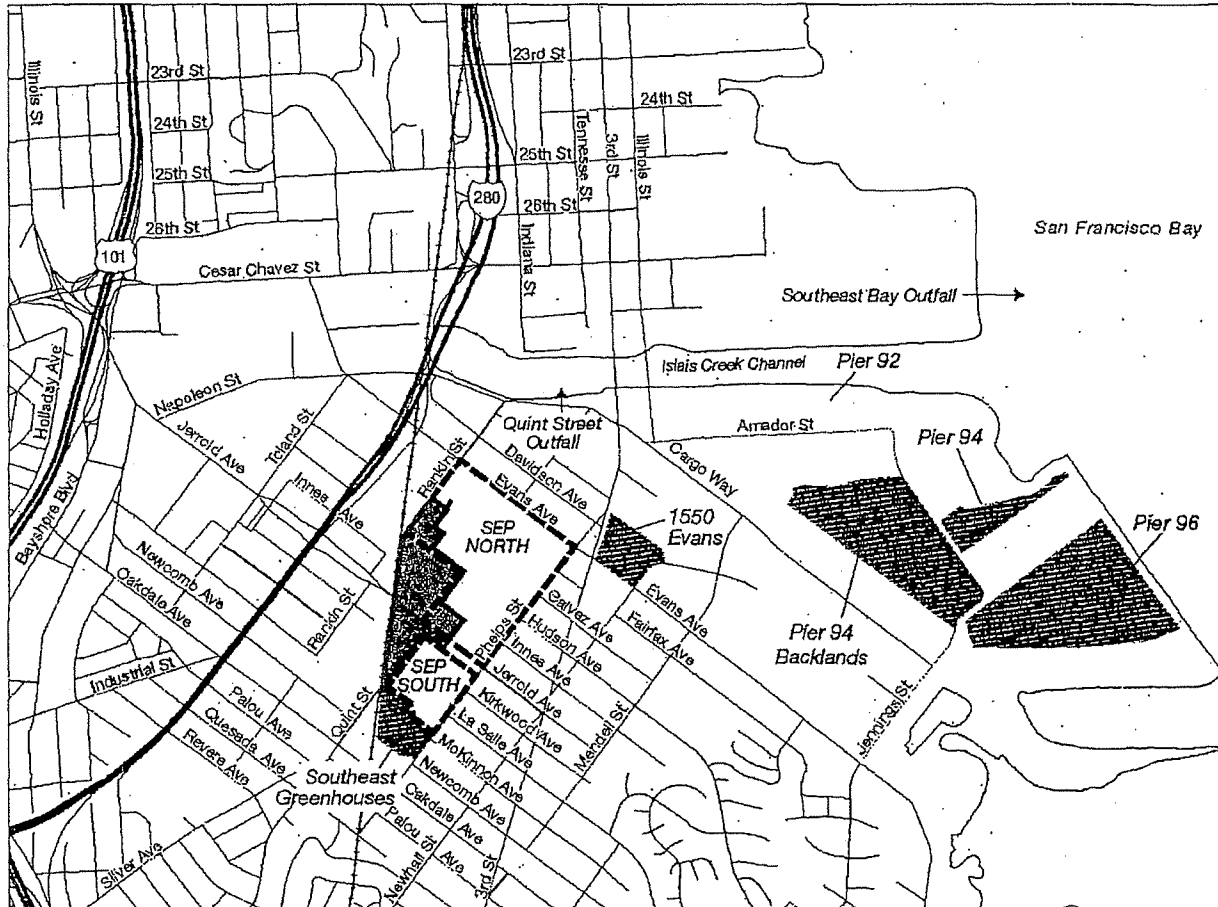 Illinois St
23rd St
24th St
25th St
26th St
101
Cesar Chavez St
280
23rd St
24th St
Tennesse St
3rd St
Illinois St
25th St
26th St
Indiana St
San Francisco Bay
Southeast Bay Outfall
Islais Creek Channel
Pier 92
Holladay Ave
Napoleon St
Jerrold Ave
Toland St
Quint Street
Outfall
Amador St
Pier 94
Cargo Way
Rankin St
Davidson Ave
Evans Ave
Innes
Ave
Bayshore Blvd
SEP
NORTH
1550
Evans
Pier 96
Newcomb Ave
Oakdale Ave
Rankin St
Phelps St
Galvez Ave
Hudson Ave
Innes Ave
Evans Ave
Fairfax Ave
Pier 94
Backlands
Industrial St
SEP
SOUTH
Jerrold Ave
Kirkwood Ave
La Salle Ave
McKinnon Ave
Mendell St
Jennings St
Palou Ave
Quesada Ave
Revere Ave
Quint St
Southeast
Greenhouses
Newcomb Ave
Oakdale Ave
Palou Ave
Silver Ave
Newhall St
3rd St